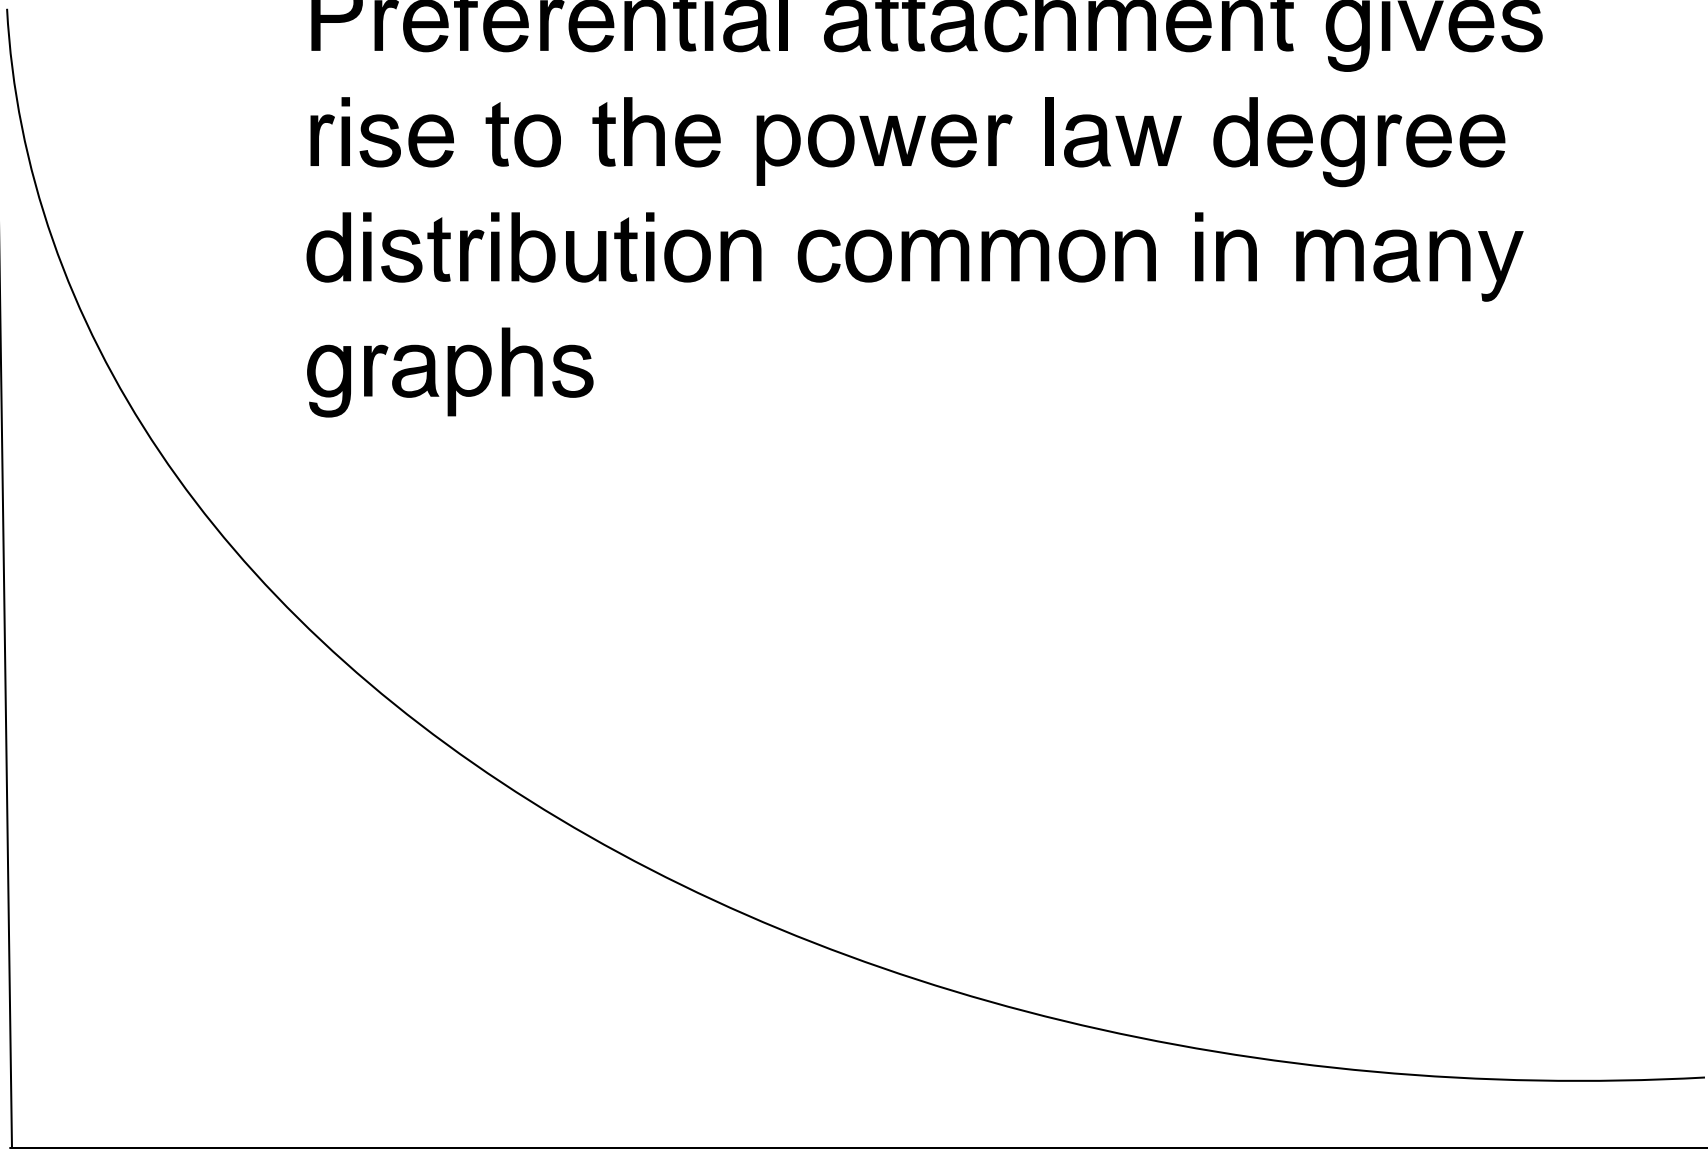 Preferential attachment gives
rise to the power law degree
distribution common in many
graphs